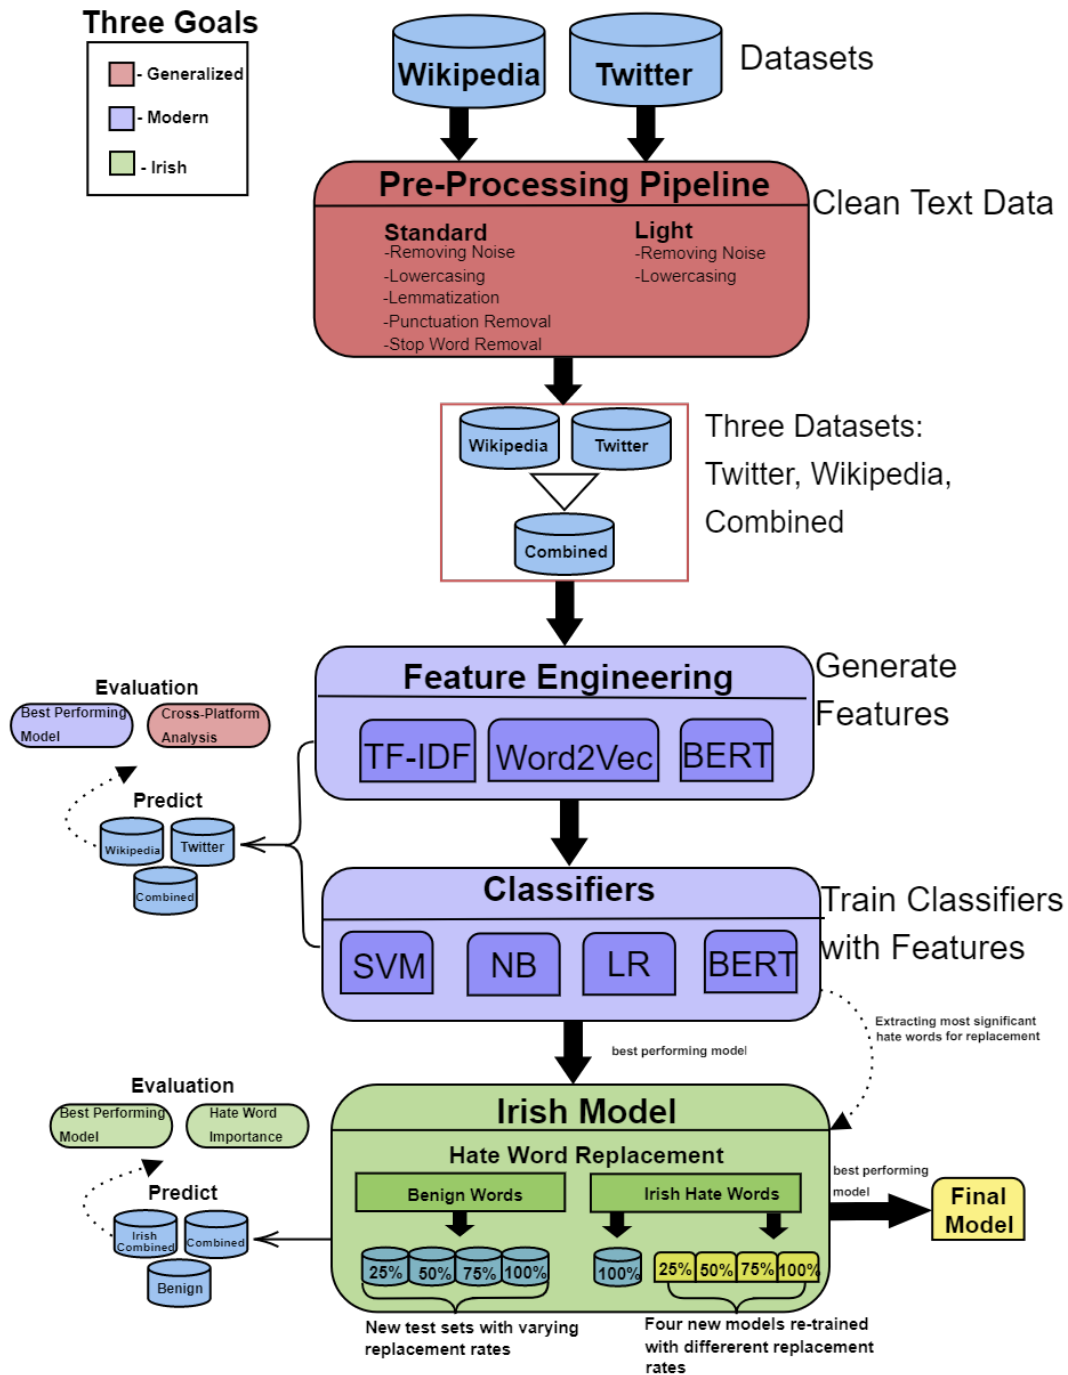 Three Goals
- Generalized
- Modern
- Irish
Wikipedia
Twitter
Datasets
Pre-Processing Pipeline
Clean Text Data
Standard
-Removing Noise
-Lowercasing
-Lemmatization
-Punctuation Removal
-Stop Word Removal
Light
-Removing Noise
-Lowercasing
Wikipedia
Twitter
Combined
Three Datasets:
Twitter, Wikipedia,
Combined
Feature Engineering
TF-IDF
Word2Vec
BERT
Generate
Features
Evaluation
Best Performing
Model
Cross-Platform
Analysis
Predict
Wikipedia
Twitter
Combined
Classifiers
SVM
NB
LR
BERT
Train Classifiers
with Features
best performing model
Extracting most significant
hate words for replacement
Evaluation
Best Performing
Model
Hate Word
Importance
Predict
Irish
Combined
Combined
Benign
Irish Model
Hate Word Replacement
Benign Words
25%
50%
75%
100%
Irish Hate Words
100%
25%
50%
75%
100%
New test sets with varying
replacement rates
Four new models re-trained
with differerent replacement
rates
best performing
model
Final
Model